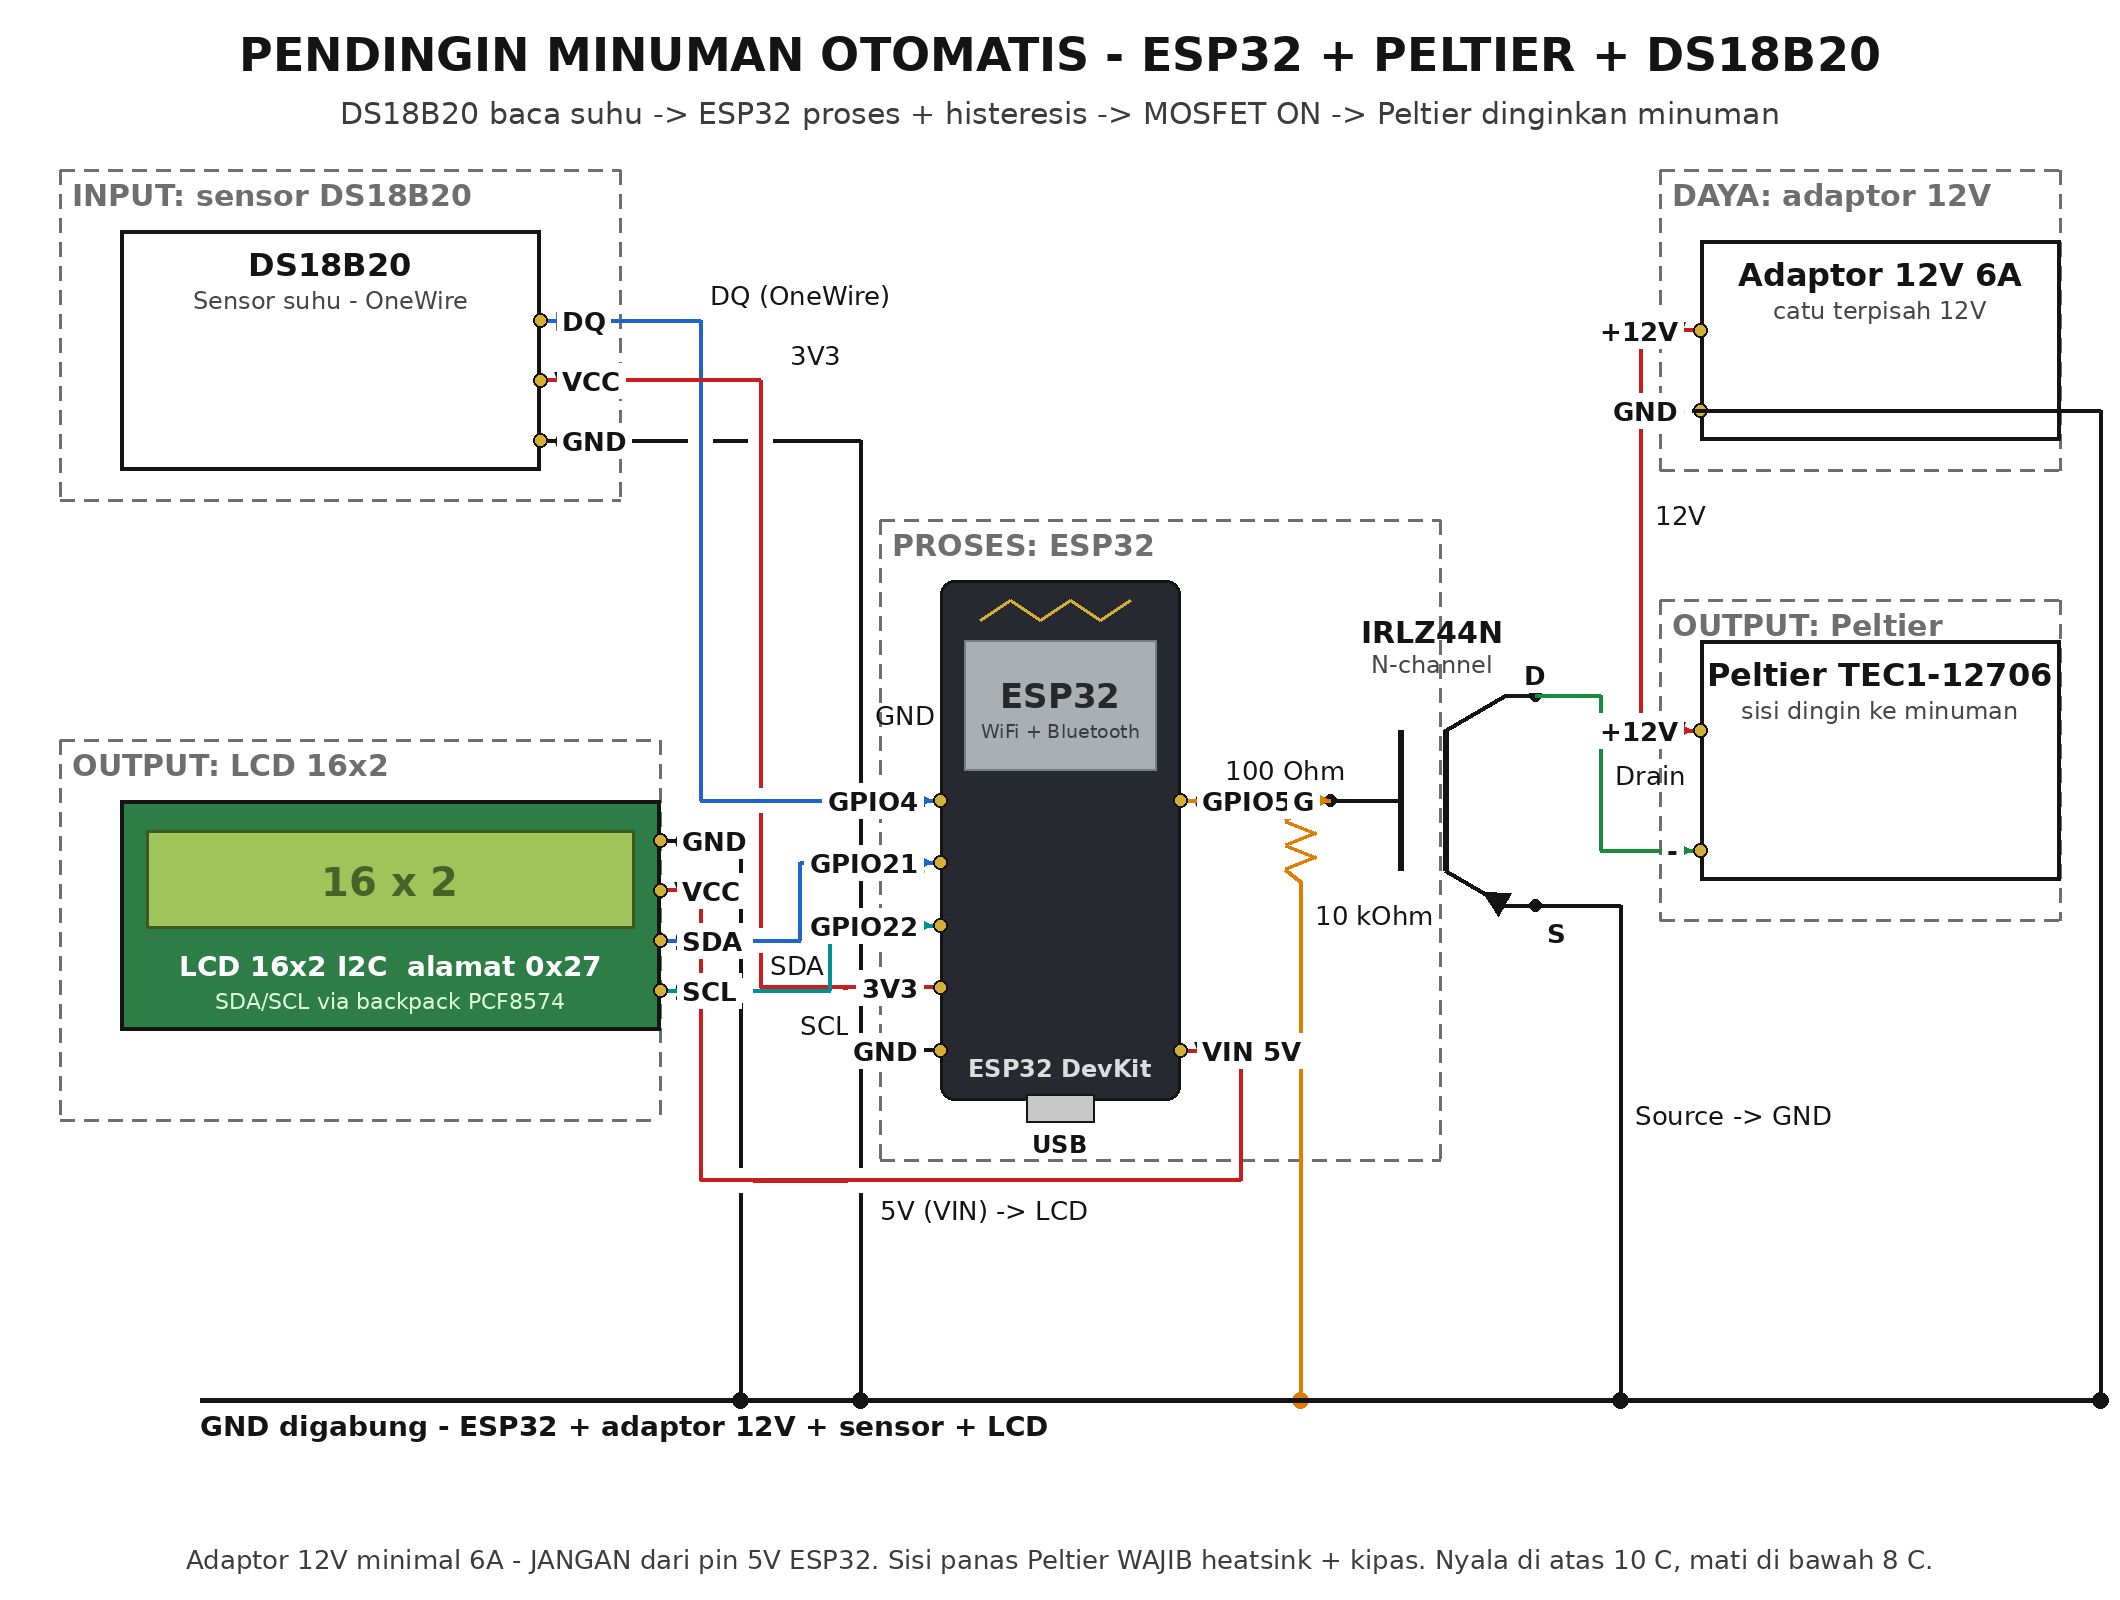 PENDINGIN MINUMAN OTOMATIS - ESP32 + PELTIER + DS18B20
DS18B20 baca suhu -> ESP32 proses + histeresis -> MOSFET ON -> Peltier dinginkan minuman
INPUT: sensor DS18B20
DS18B20
Sensor suhu - OneWire
DQ
VCC
GND
DQ (OneWire)
3V3
DAYA: adaptor 12V
Adaptor 12V 6A
catu terpisah 12V
+12V
GND
12V
PROSES: ESP32
ESP32
WiFi + Bluetooth
GND
GPIO4
GPIO21
GPIO22
3V3
GND
ESP32 DevKit
USB
100 Ohm
GPIO5
G
10 kOhm
VIN 5V
IRLZ44N
N-channel
D
S
OUTPUT: Peltier
Peltier TEC1-12706
sisi dingin ke minuman
+12V
Drain
-
Source -> GND
OUTPUT: LCD 16x2
16 x 2
LCD 16x2 I2C  alamat 0x27
SDA/SCL via backpack PCF8574
GND
VCC
SDA
SCL
SDA
SCL
5V (VIN) -> LCD
GND digabung - ESP32 + adaptor 12V + sensor + LCD
Adaptor 12V minimal 6A - JANGAN dari pin 5V ESP32. Sisi panas Peltier WAJIB heatsink + kipas. Nyala di atas 10 C, mati di bawah 8 C.